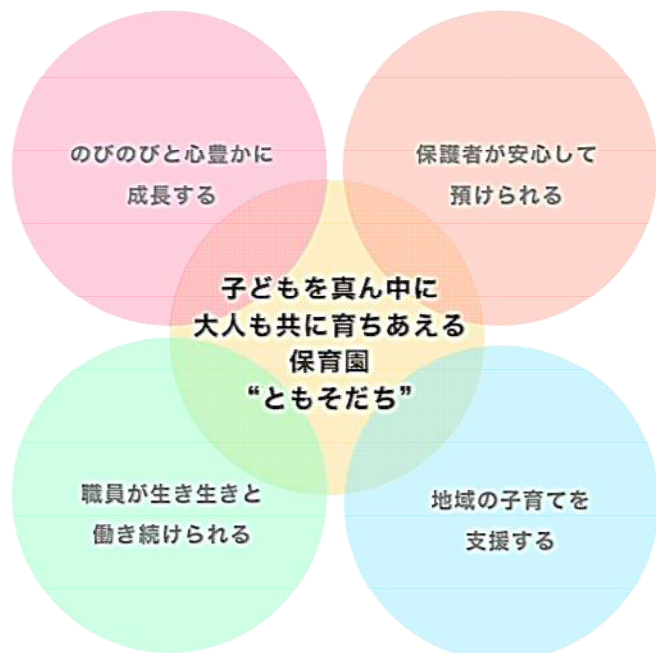 のびのびと心豊かに
成長する
保護者が安心して
預けられる
子どもを真ん中に
大人も共に育ちあえる
保育園
“ともそだち”
職員が生き生きと
働き続けられる
地域の子育てを
支援する